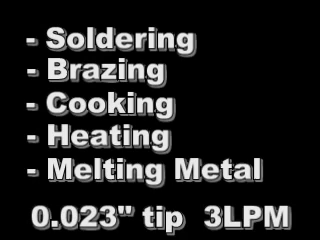 - Soldering
- Brazing
- Cooking
- Heating
- Melting Metal
0.023" tip 3LPM